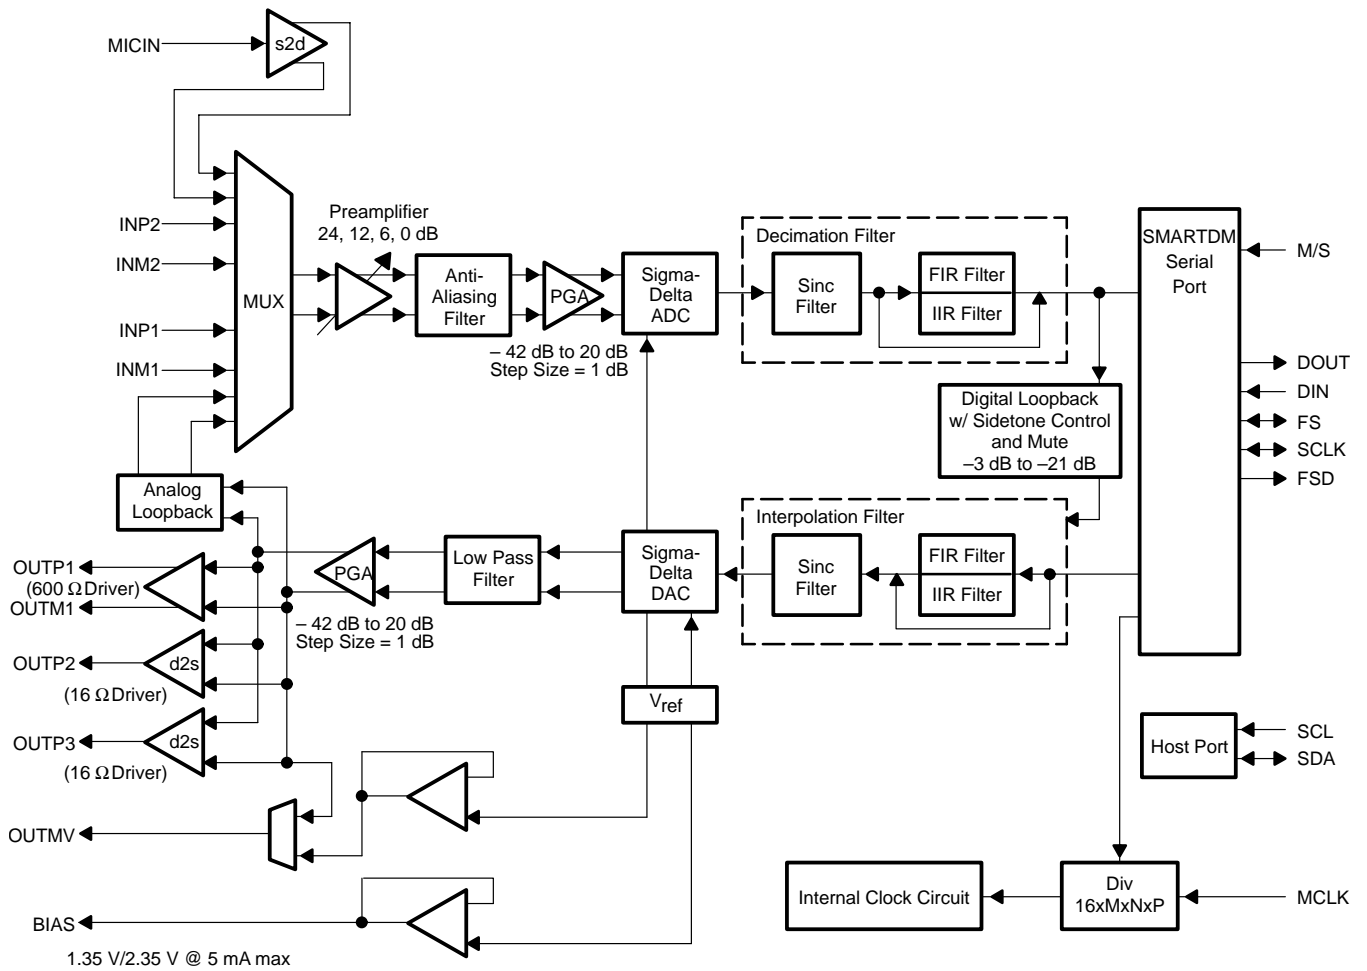 MICIN
s2d
INP2
INM2
INP1
INM1
MUX
Preamplifier
24, 12, 6, 0 dB
Anti-
Aliasing
Filter
PGA
– 42 dB to 20 dB
Step Size = 1 dB
Sigma-
Delta
ADC
Decimation Filter
Sinc
Filter
FIR Filter
IIR Filter
SMARTDM
Serial
Port
M/S
DOUT
DIN
FS
SCLK
FSD
Digital Loopback
w/ Sidetone Control
and Mute
–3 dB to –21 dB
Analog
Loopback
OUTP1
(600 Ω Driver)
OUTM1
OUTP2
d2s
(16 Ω Driver)
OUTP3
d2s
(16 Ω Driver)
PGA
– 42 dB to 20 dB
Step Size = 1 dB
Low Pass
Filter
Sigma-
Delta
DAC
Interpolation Filter
Sinc
Filter
FIR Filter
IIR Filter
Vref
Host Port
SCL
SDA
OUTMV
BIAS
1.35 V/2.35 V @ 5 mA max
Internal Clock Circuit
Div
16xMxNxP
MCLK